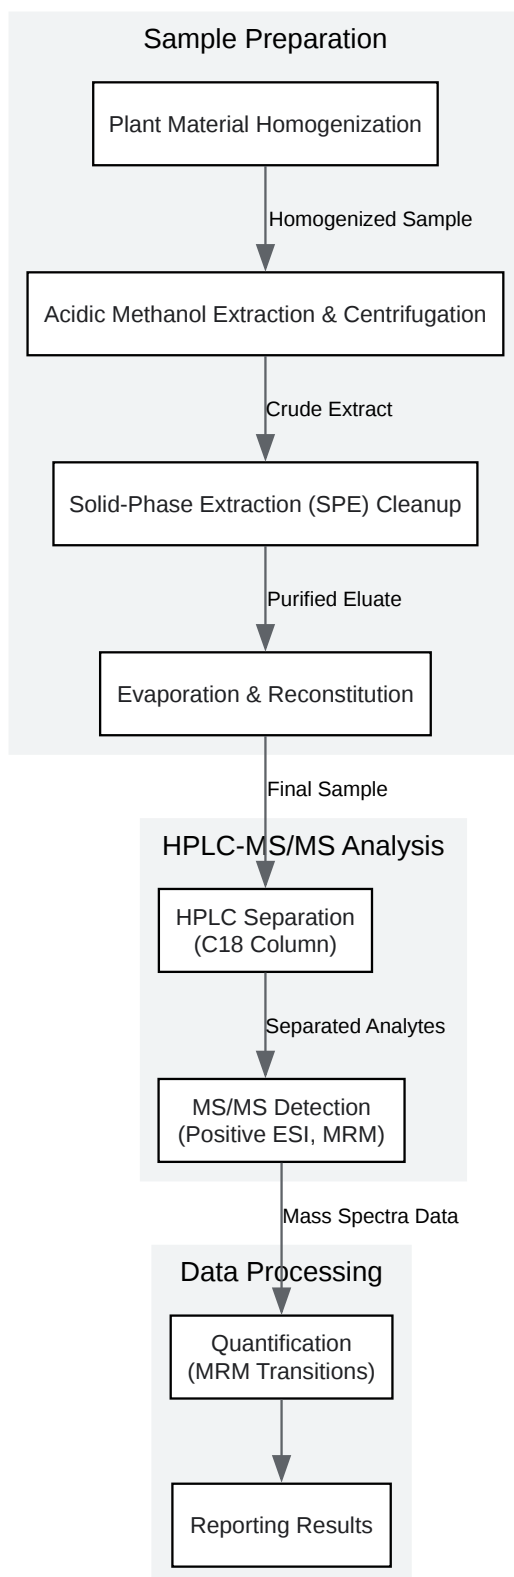 Sample Preparation
Plant Material Homogenization
Homogenized Sample
Acidic Methanol Extraction & Centrifugation
Crude Extract
Solid-Phase Extraction (SPE) Cleanup
Purified Eluate
Evaporation & Reconstitution
Final Sample
HPLC-MS/MS Analysis
HPLC Separation
(C18 Column)
Separated Analytes
MS/MS Detection
(Positive ESI, MRM)
Mass Spectra Data
Data Processing
Quantification
(MRM Transitions)
Reporting Results